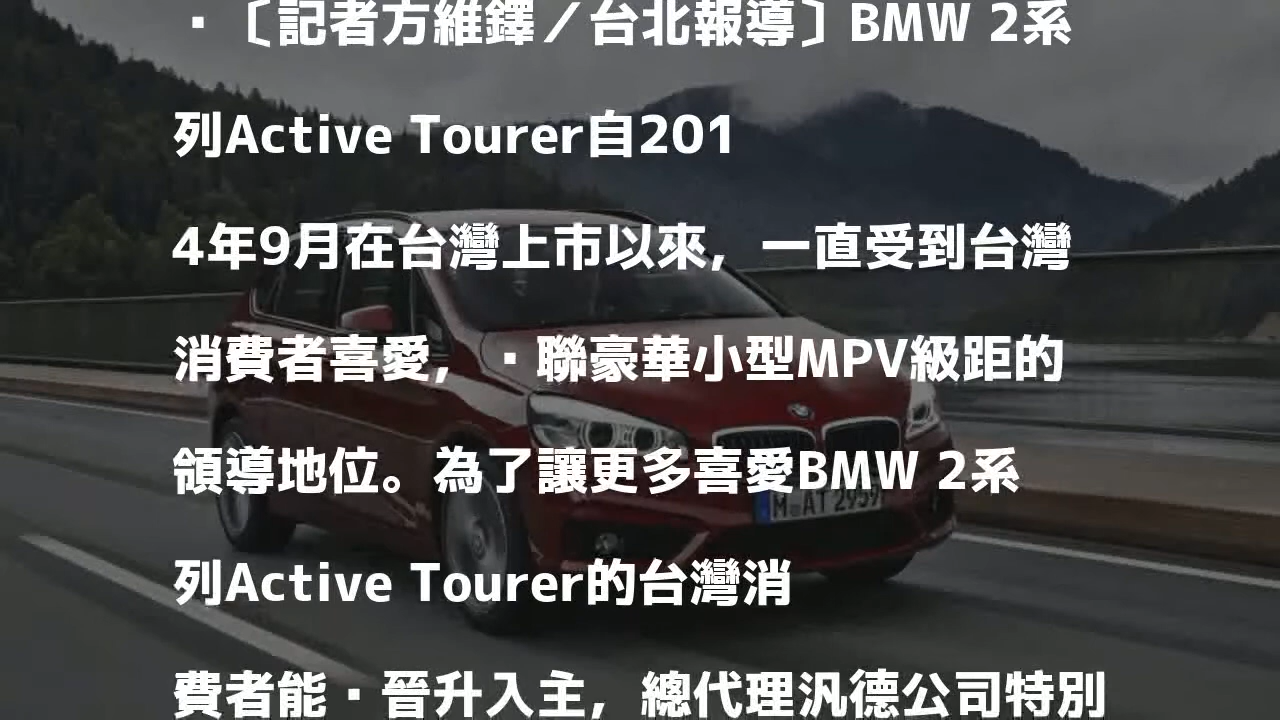 ·〔記者方維鐸／台北報導〕BMW 2系
列Active Tourer自201
4年9月在台灣上市以來，一直受到台灣
消費者喜愛，·聯豪華小型MPV級距的
領導地位。為了讓更多喜愛BMW 2系
列Active Tourer的台灣消
費者能·晉升入主，總代理汎德公司特別
M AT 2959